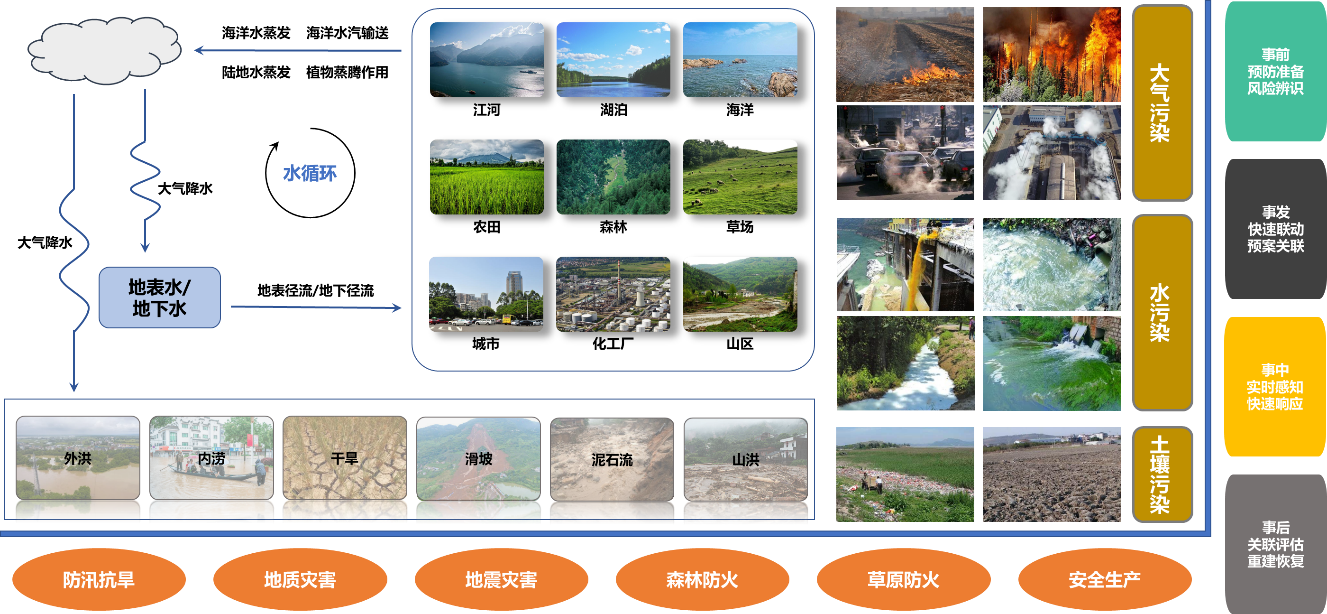 海洋水蒸发 海洋水汽输送
陆地水蒸发 植物蒸腾作用
水循环
大气降水
大气降水
地表水/
地下水
地表径流/地下径流
江河
湖泊
海洋
农田
森林
草场
城市
化工厂
山区
外洪
内涝
干旱
滑坡
泥石流
山洪
大气污染
水污染
土壤污染
事前
预防准备
风险辨识
事发
快速联动
预案关联
事中
实时感知
快速响应
事后
关联评估
重建恢复
防汛抗旱
地质灾害
地震灾害
森林防火
草原防火
安全生产